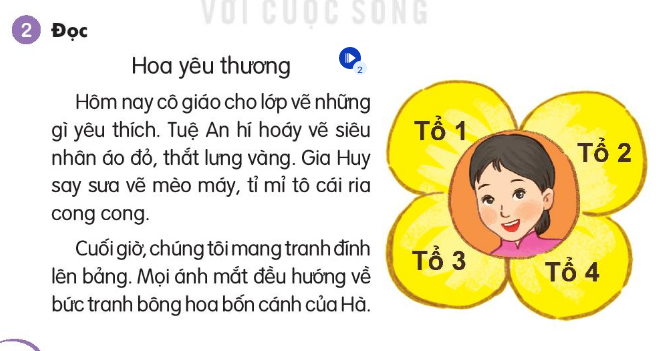 VỚI CUỘC SỐNG
2 Đọc
Hoa yêu thương
2
Hôm nay cô giáo cho lớp vẽ những
gì yêu thích. Tuệ An hí hoáy vẽ siêu
nhân áo đỏ, thắt lưng vàng. Gia Huy
say sưa vẽ mèo máy, tỉ mỉ tô cái ria
cong cong.
Cuối giờ, chúng tôi mang tranh đính
lên bảng. Mọi ánh mắt đều hướng về
bức tranh bông hoa bốn cánh của Hà.
Tổ 1
Tổ 2
Tổ 3
Tổ 4